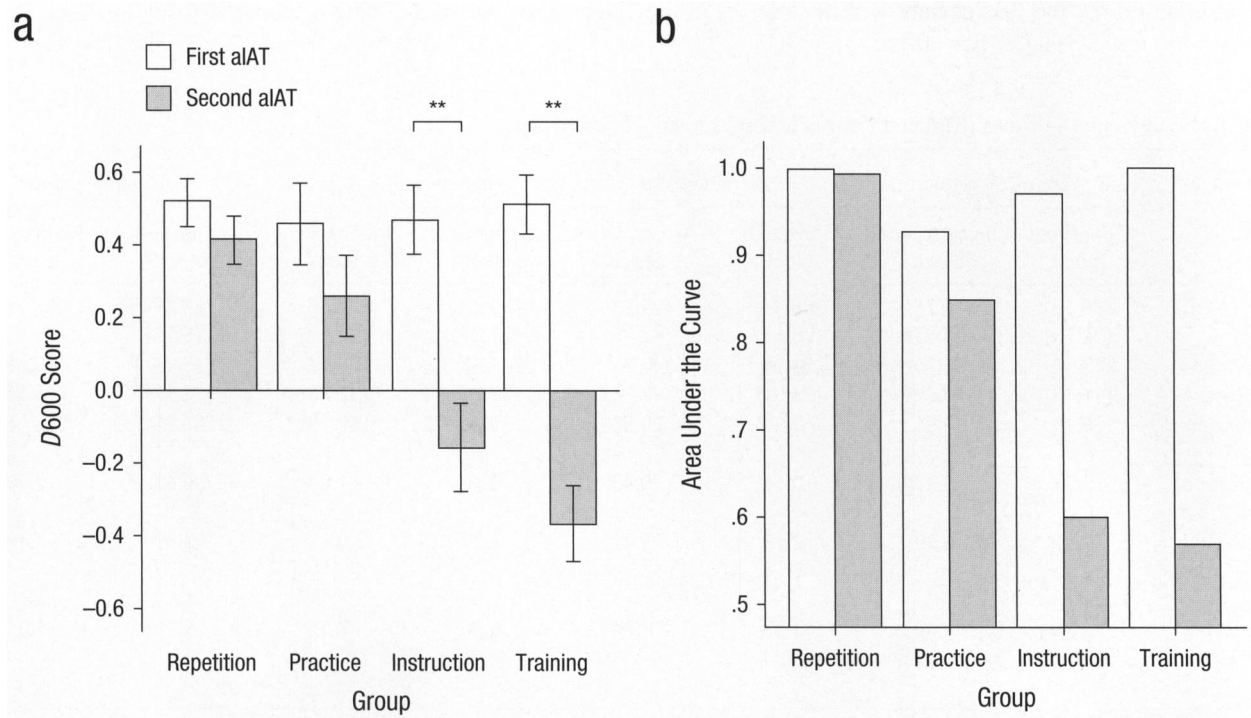 a
First aIAT
Second aIAT
** **
0.6
0.4
0.2
0.0
–0.2
–0.4
–0.6
D600 Score
Repetition Practice Instruction Training
Group
b
1.0
.9
.8
.7
.6
.5
Area Under the Curve
Repetition Practice Instruction Training
Group